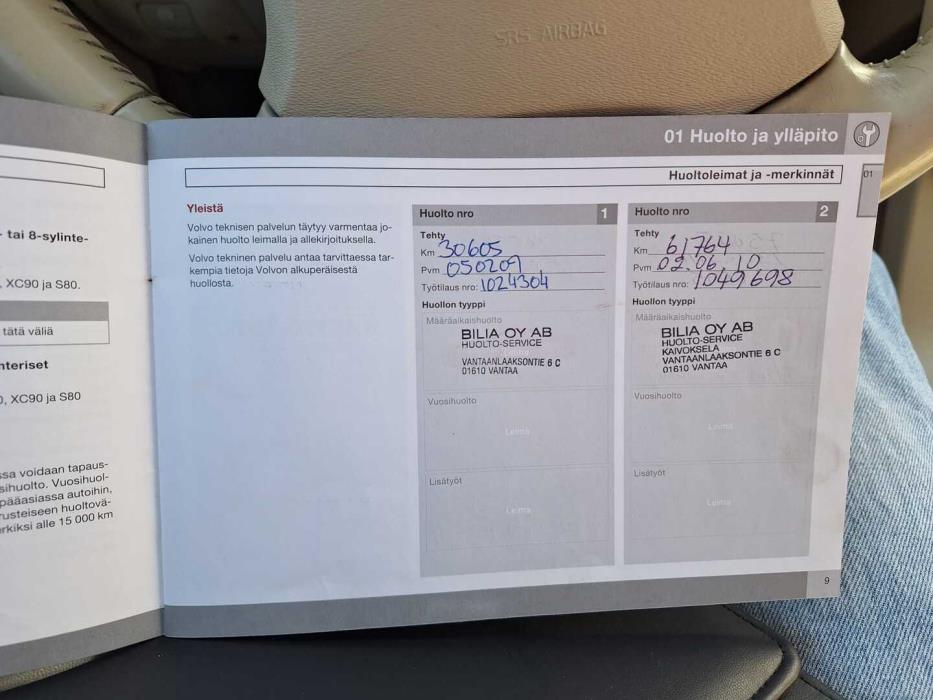 SRS AIRBAG
- tai 8-sylinte-
, XC90 ja S80.
tätä väliä
nteriset
0, XC90 ja S80
ssa voidaan tapaus-
sihuolto. Vuosihuol-
pääasiassa autoihin,
rusteiseen huoltovä-
erkiksi alle 15 000 km
01 Huolto ja ylläpito
Huoltoleimat ja -merkinnät
01
Yleistä
Volvo teknisen palvelun täytyy varmentaa jo-
kainen huolto leimalla ja allekirjoituksella.
Volvo tekninen palvelu antaa tarvittaessa tar-
kempia tietoja Volvon alkuperäisestä
huollosta.
Huolto nro 1
Tehty
Km 30605
Pvm 050209
Työtilaus nro: 1024304
Huollon tyyppi
Määräaikaishuolto
BILIA OY AB
HUOLTO-SERVICE
VANTAANLAAKSONTIE 6 C
01610 VANTAA
Vuosihuolto
Leima
Lisätyöt
Leima
Huolto nro 2
Tehty
Km 61764
Pvm 02.06.10
Työtilaus nro: 1049698
Huollon tyyppi
Määräaikaishuolto
BILIA OY AB
HUOLTO-SERVICE
KAIVOKSELA
VANTAANLAAKSONTIE 6 C
01610 VANTAA
Vuosihuolto
Leima
Lisätyöt
Leima
9